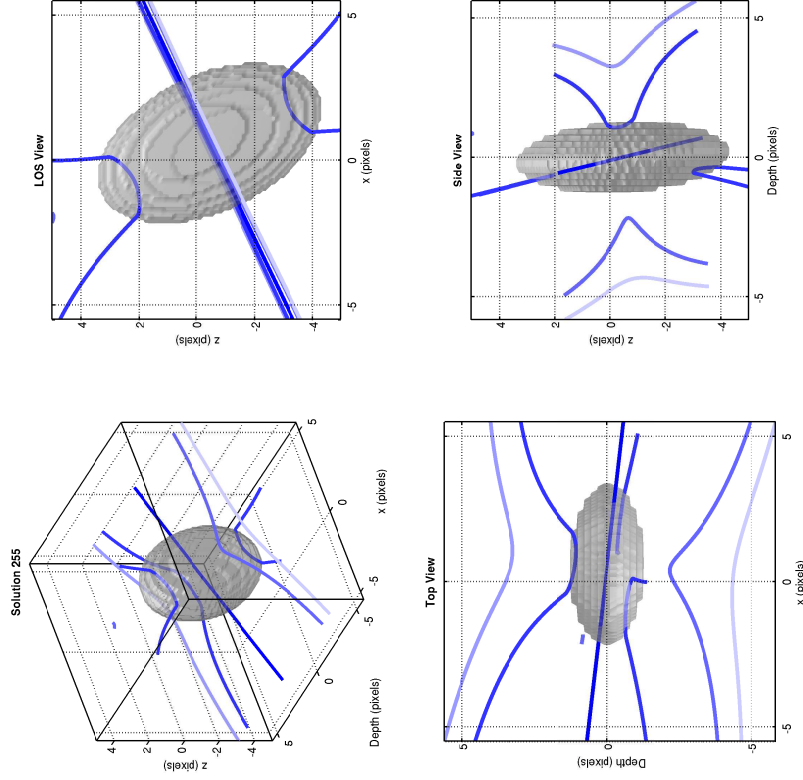 Solution 255
z (pixels)
4
2
0
-2
-4
5
0
-5
Depth (pixels)
-5
0
5
x (pixels)
LOS View
z (pixels)
4
2
0
-2
-4
-5
0
5
x (pixels)
Top View
Depth (pixels)
5
0
-5
-5
0
5
x (pixels)
Side View
z (pixels)
4
2
0
-2
-4
-5
0
5
Depth (pixels)